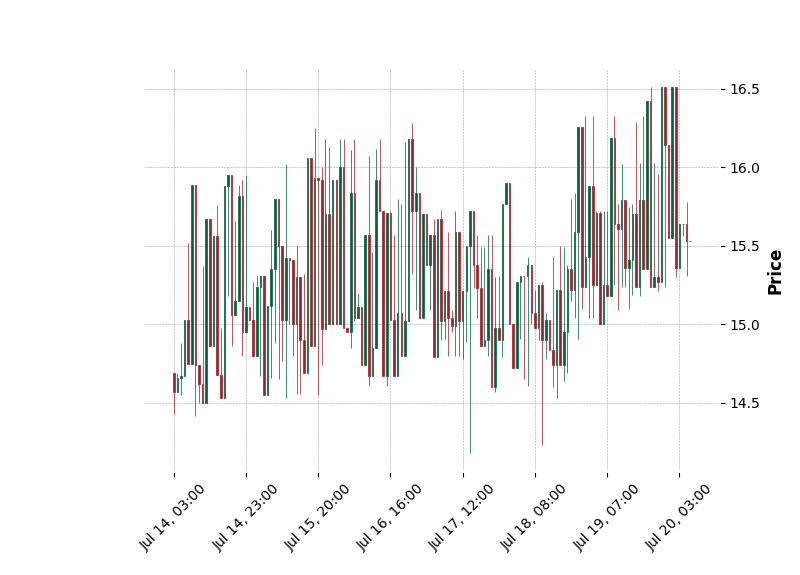 16.5
16.0
15.5
15.0
14.5
Price
Jul 14, 03:00
Jul 14, 23:00
Jul 15, 20:00
Jul 16, 16:00
Jul 17, 12:00
Jul 18, 08:00
Jul 19, 07:00
Jul 20, 03:00